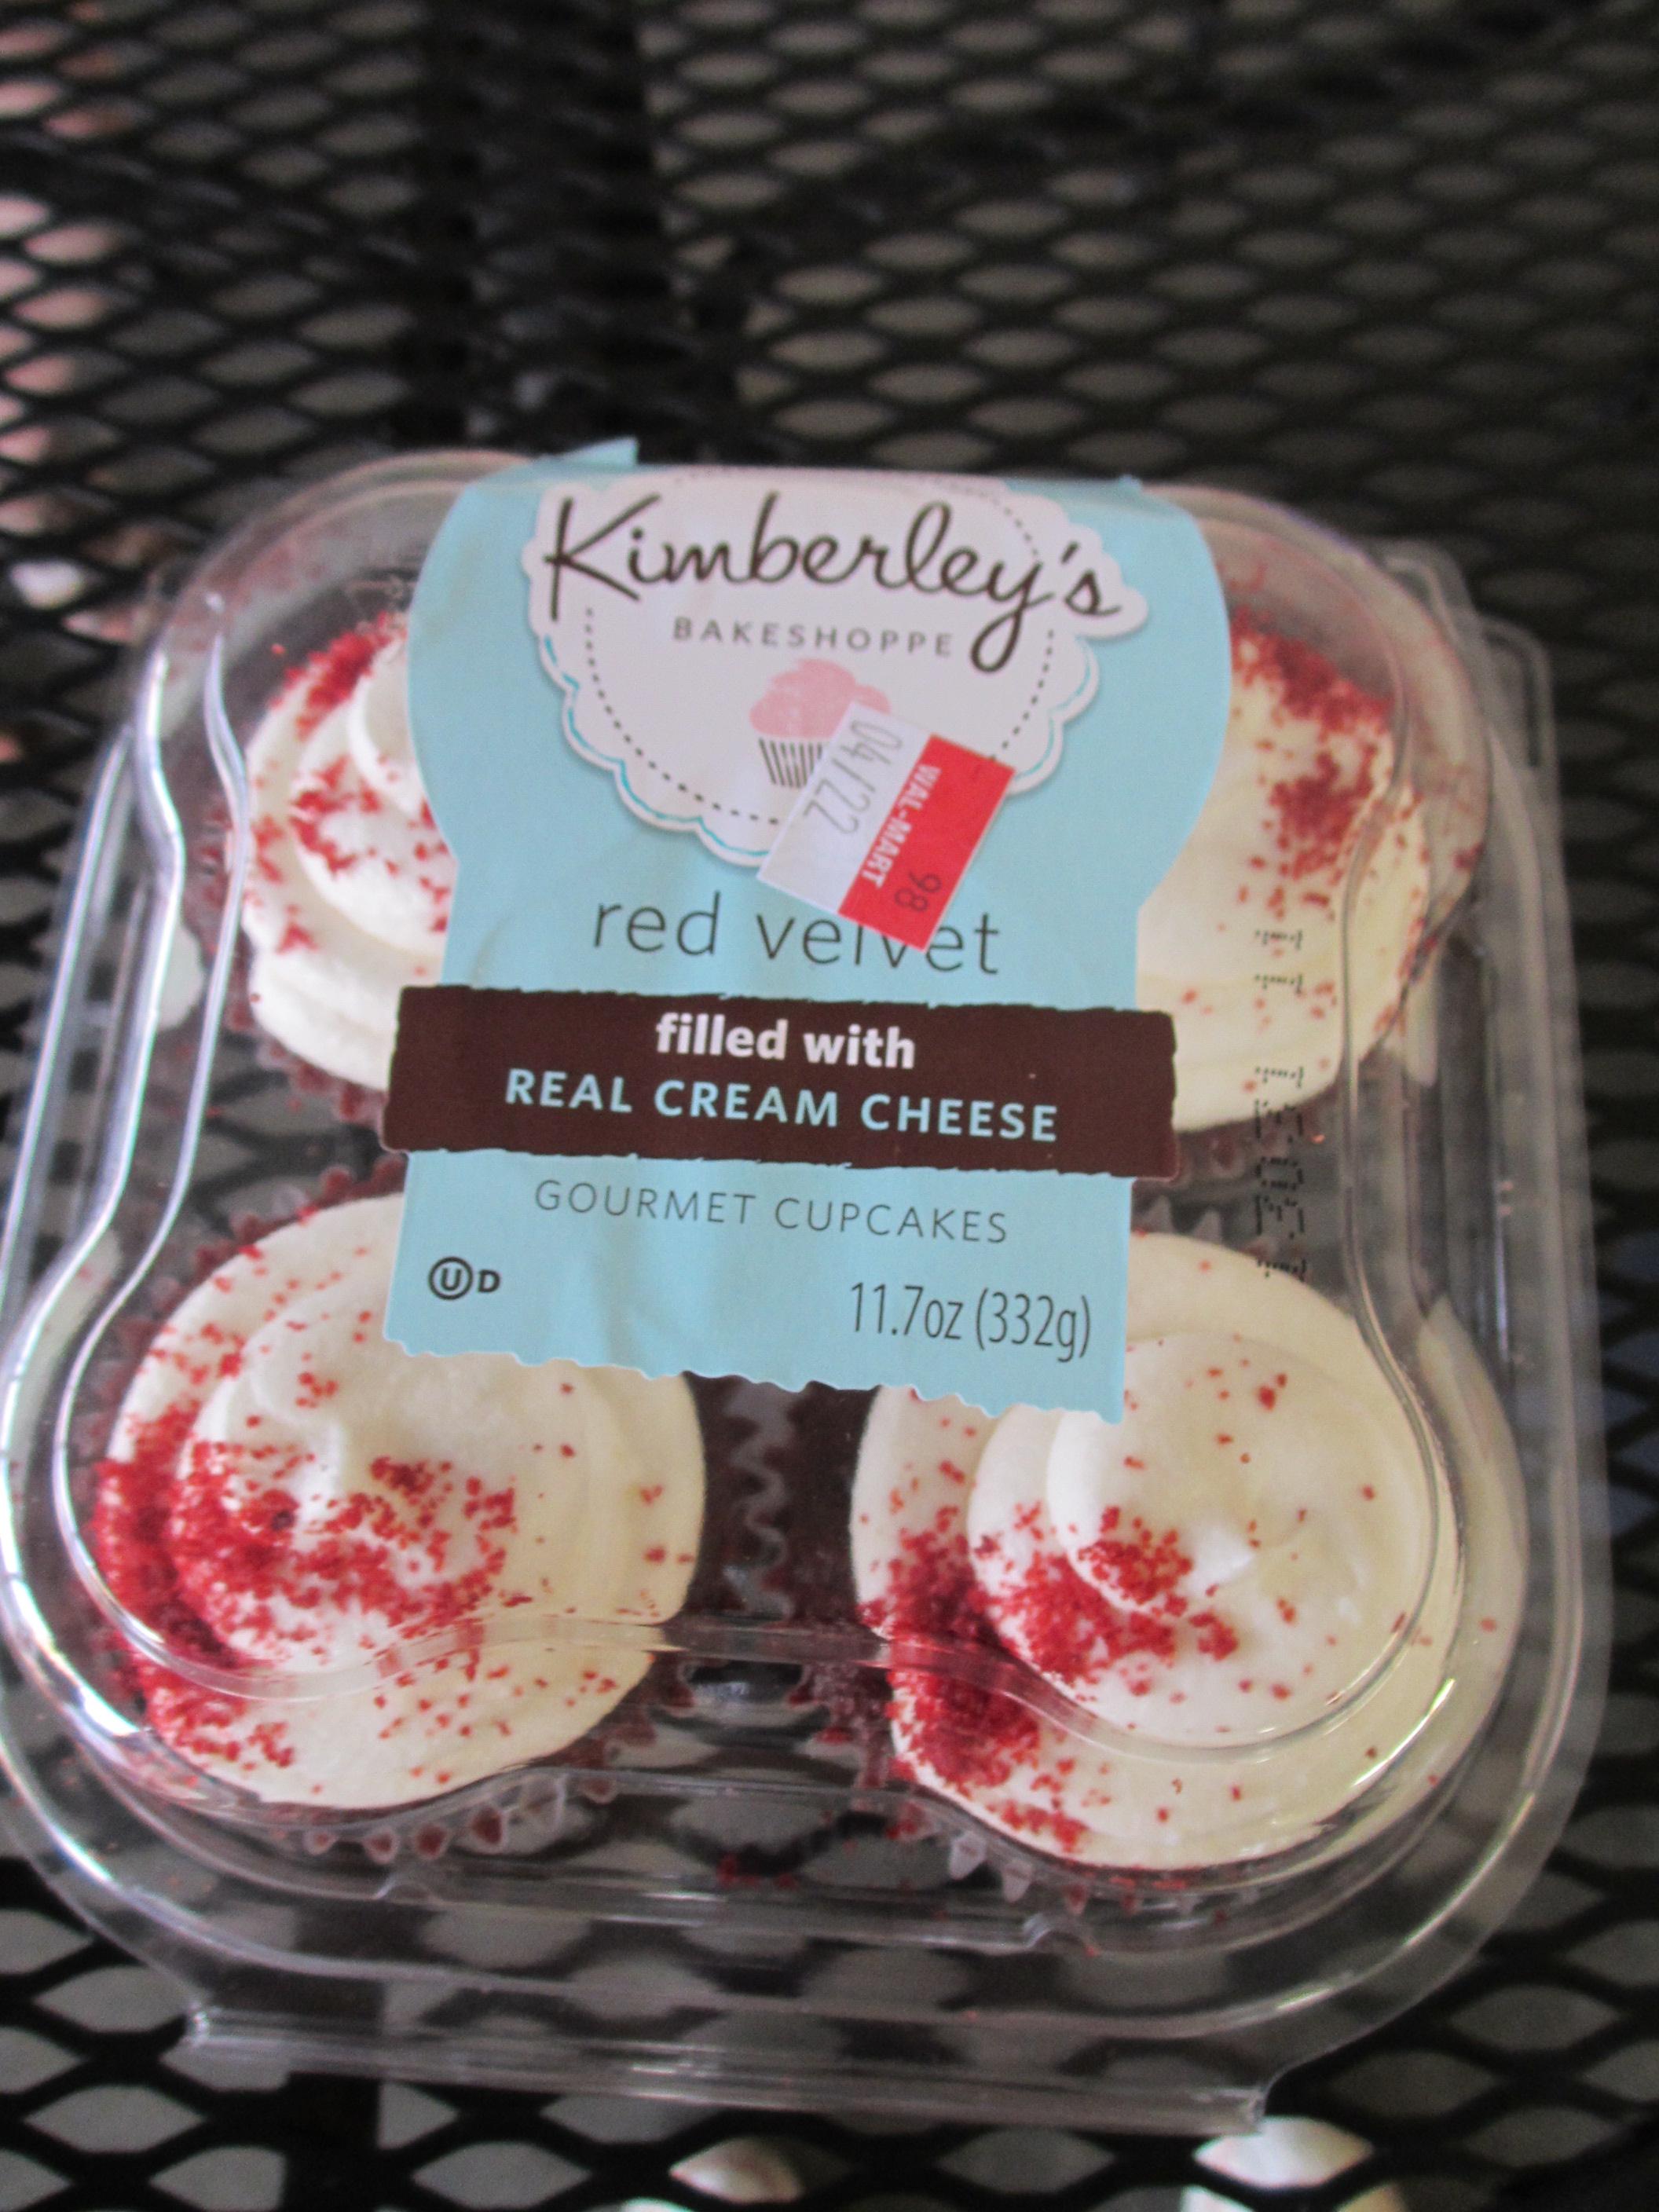 Kimberley's
BAKESHOPPE
04/22
WAL-MART
98
red velvet
filled with
REAL CREAM CHEESE
GOURMET CUPCAKES
U D
11.7oz (332g)